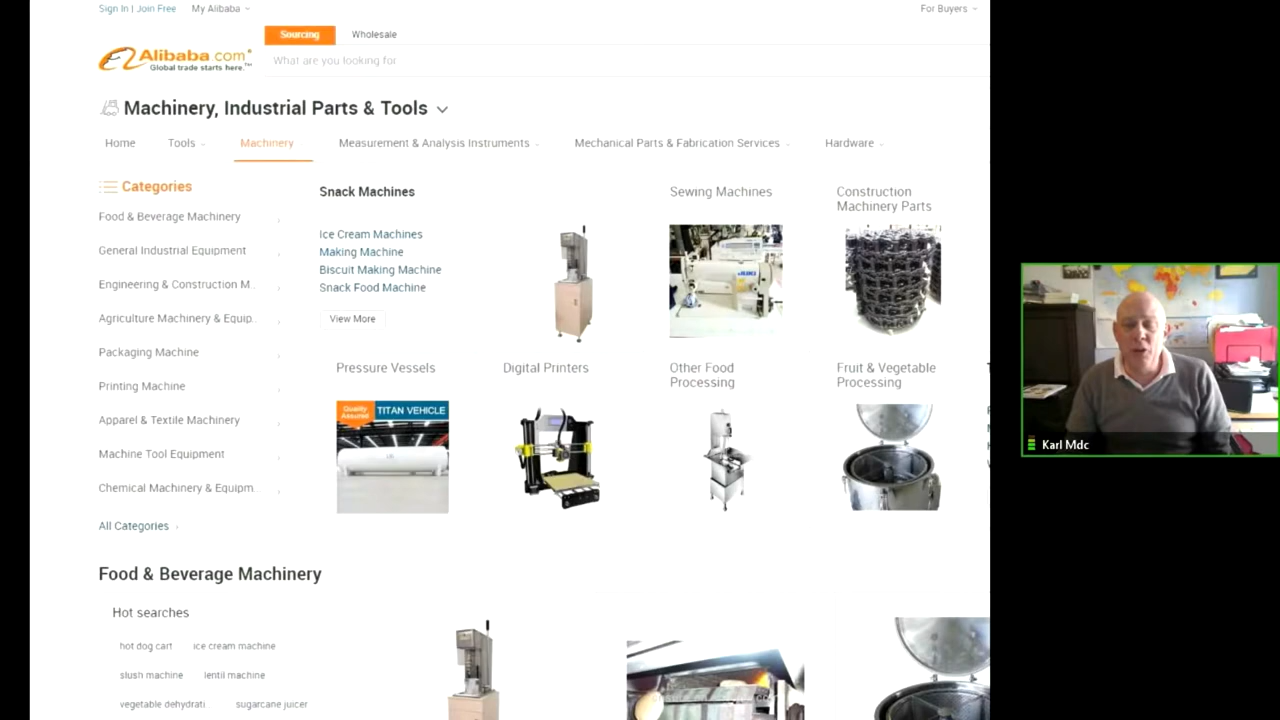 Sign In | Join Free
My Alibaba
For Buyers
Sourcing
Wholesale
Alibaba.com
Global trade starts here.™
What are you looking for
Machinery, Industrial Parts & Tools
Home
Tools
Machinery
Measurement & Analysis Instruments
Mechanical Parts & Fabrication Services
Hardware
Categories
Food & Beverage Machinery
General Industrial Equipment
Engineering & Construction M..
Agriculture Machinery & Equip..
Packaging Machine
Printing Machine
Apparel & Textile Machinery
Machine Tool Equipment
Chemical Machinery & Equipm..
All Categories
Snack Machines
Ice Cream Machines
Making Machine
Biscuit Making Machine
Snack Food Machine
View More
Sewing Machines
JUKI
Construction
Machinery Parts
Pressure Vessels
Quality
Assured
TITAN VEHICLE
Digital Printers
Other Food
Processing
Fruit & Vegetable
Processing
Food & Beverage Machinery
Hot searches
hot dog cart
ice cream machine
slush machine
lentil machine
vegetable dehydrati..
sugarcane juicer
Karl Mdc